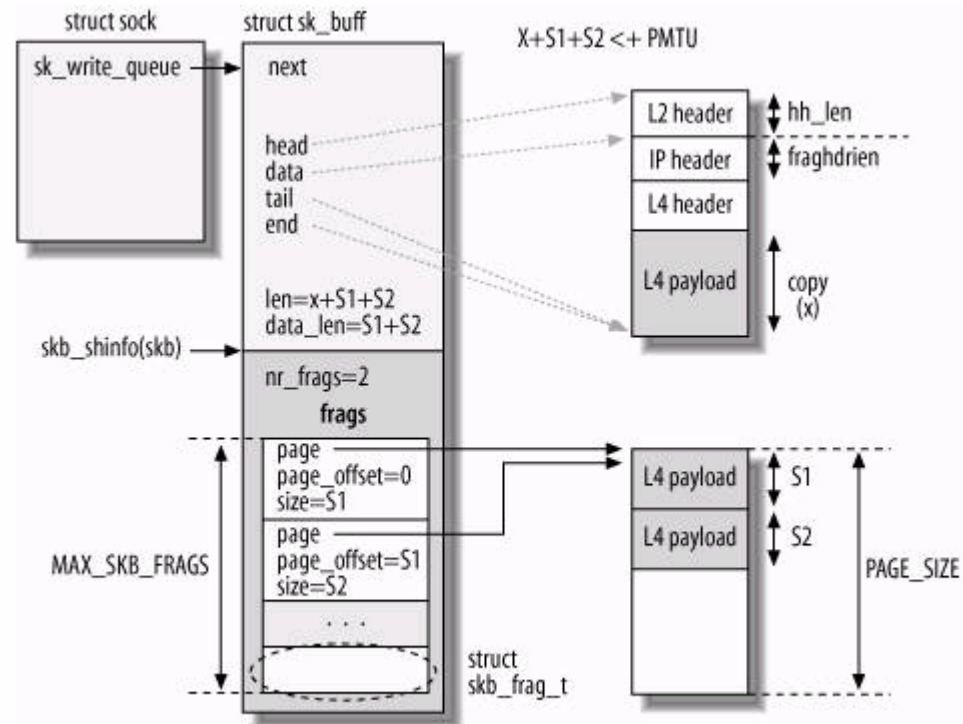 struct sock
struct sk_buff
X+S1+S2 <+ PMTU
sk_write_queue
next
head
data
tail
end
len=x+S1+S2
data_len=S1+S2
skb_shinfo(skb)
nr_frags=2
frags
page
page_offset=0
size=S1
page
page_offset=S1
size=S2
. . .
MAX_SKB_FRAGS
struct
skb_frag_t
L2 header
hh_len
IP header
fraghdrien
L4 header
L4 payload
copy
(x)
L4 payload
S1
L4 payload
S2
PAGE_SIZE